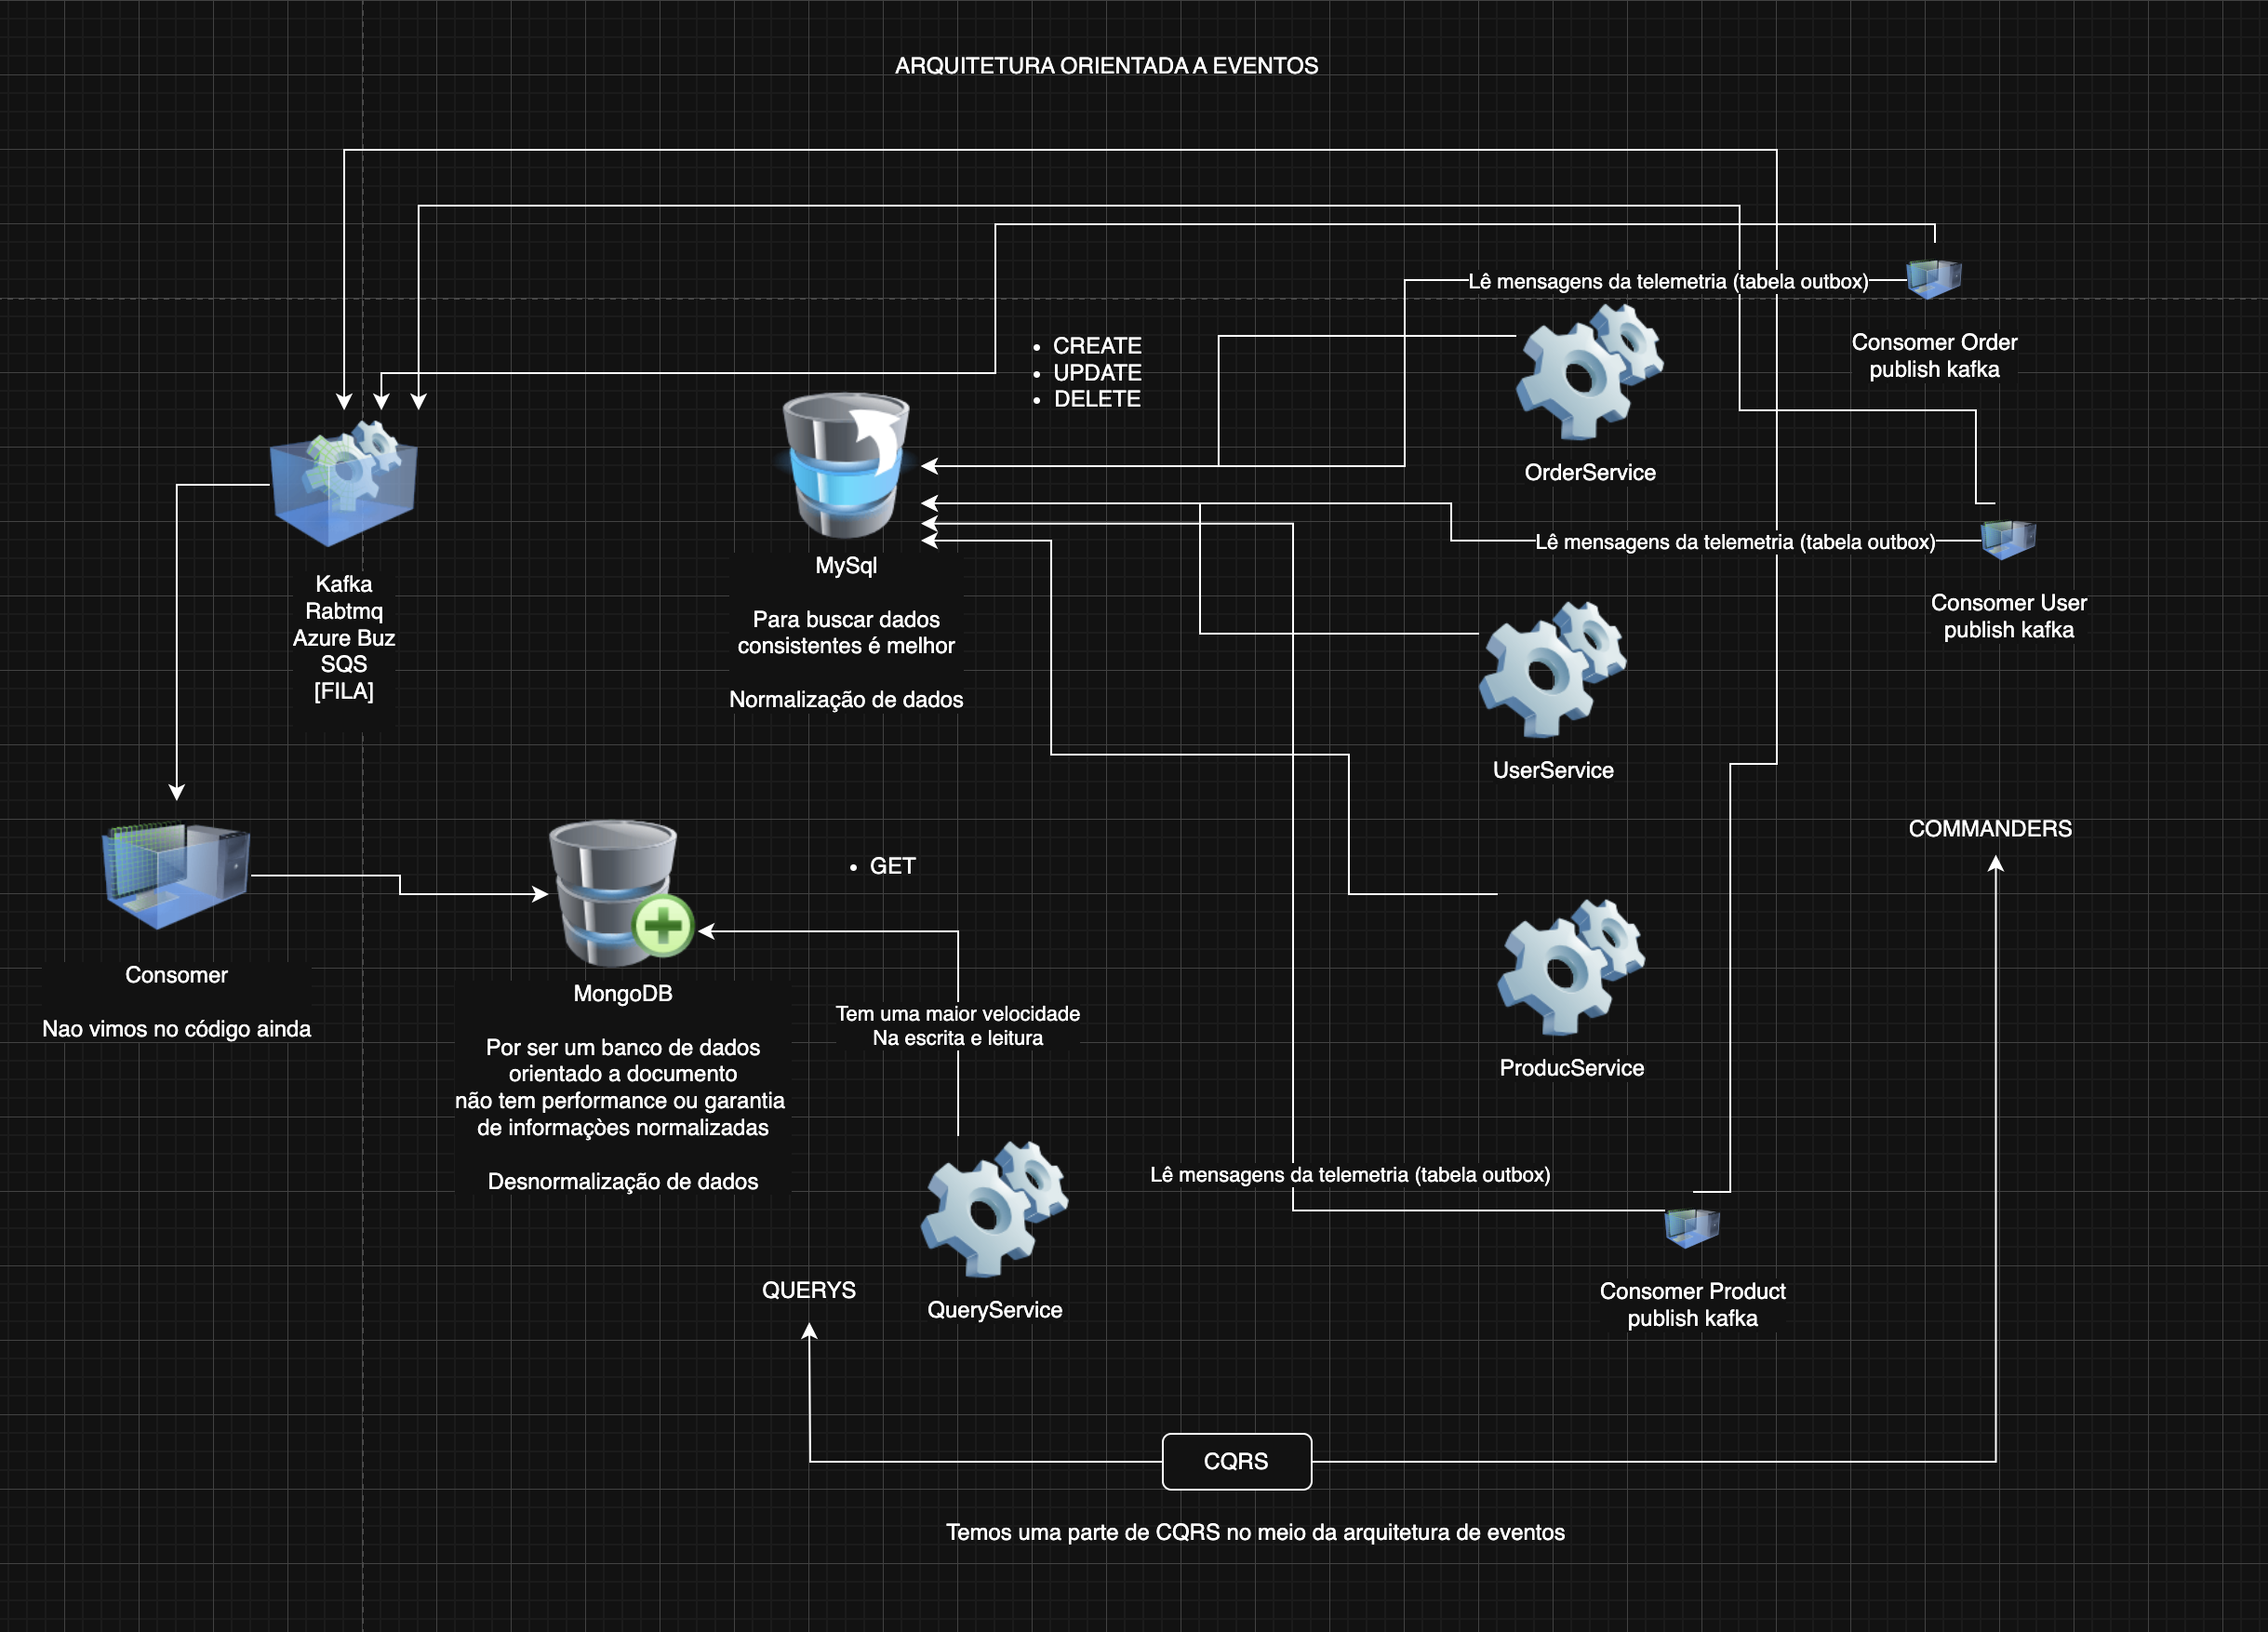 ARQUITETURA ORIENTADA A EVENTOS
Lê mensagens da telemetria (tabela outbox)
Consomer Order
publish kafka
• CREATE
• UPDATE
• DELETE
OrderService
Lê mensagens da telemetria (tabela outbox)
Consomer User
publish kafka
Kafka
Rabtmq
Azure Buz
SQS
[FILA]
MySql
Para buscar dados
consistentes é melhor
Normalização de dados
UserService
COMMANDERS
• GET
Consomer
Nao vimos no código ainda
MongoDB
Por ser um banco de dados
orientado a documento
não tem performance ou garantia
de informaçòes normalizadas
Desnormalização de dados
Tem uma maior velocidade
Na escrita e leitura
ProducService
Lê mensagens da telemetria (tabela outbox)
QUERYS
QueryService
Consomer Product
publish kafka
CQRS
Temos uma parte de CQRS no meio da arquitetura de eventos